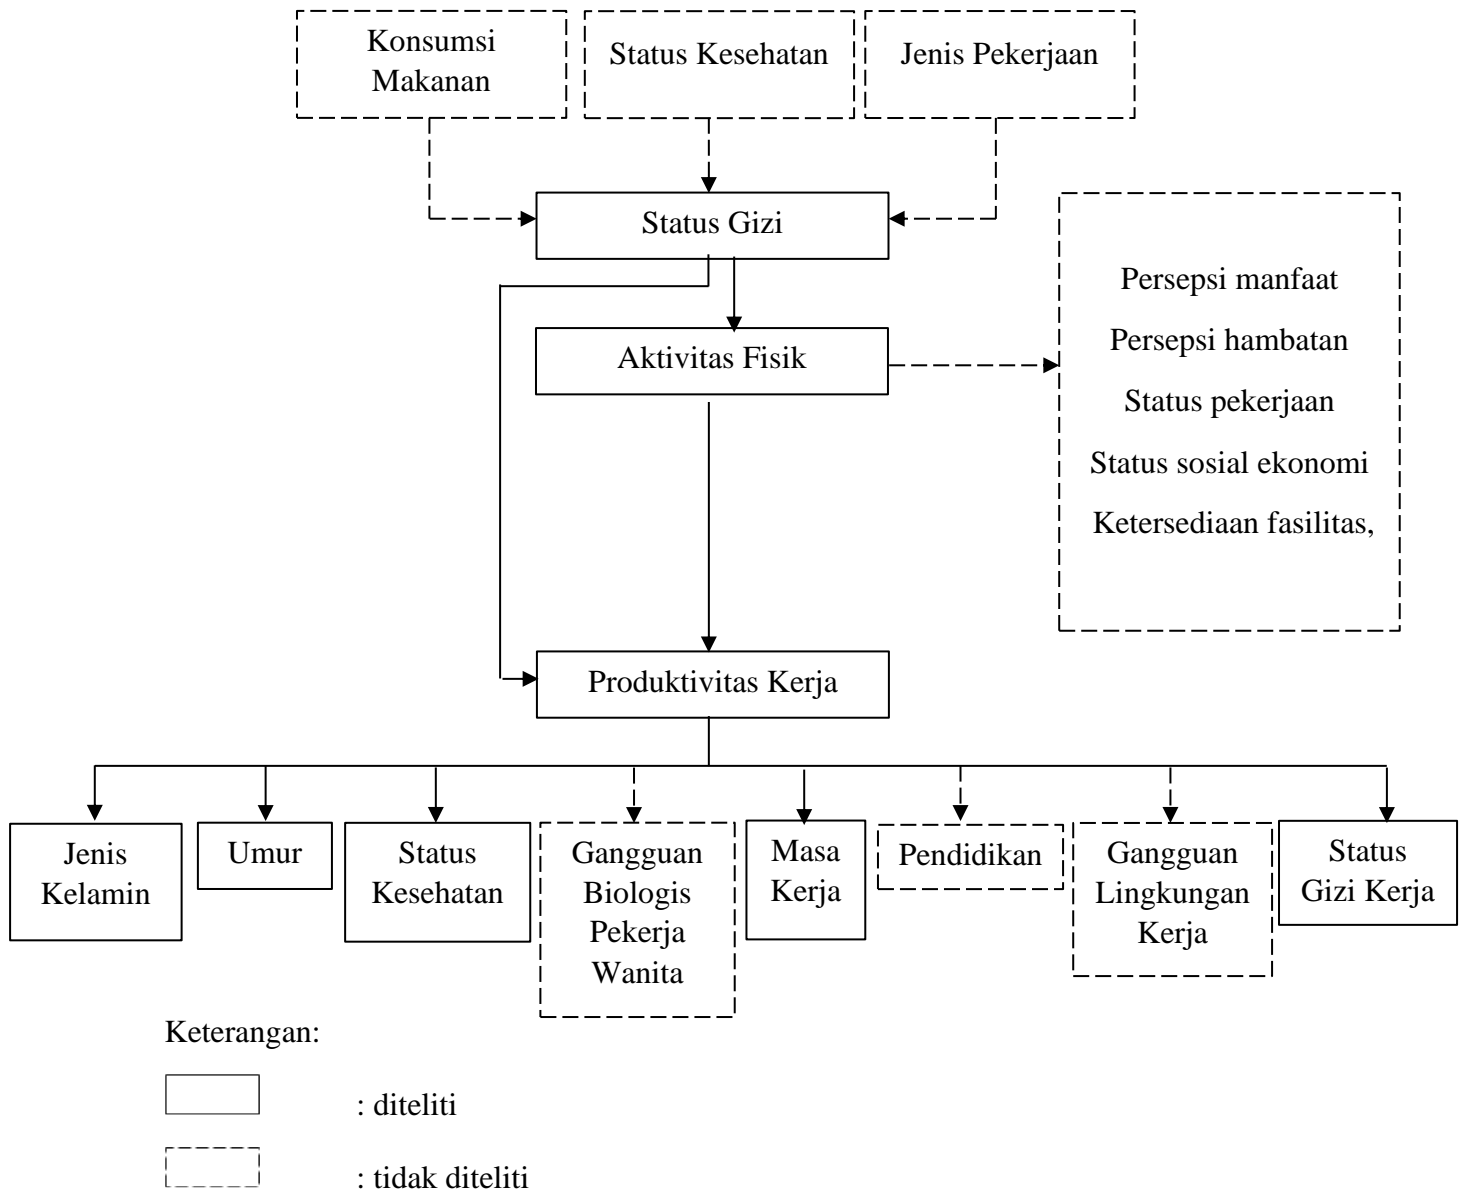 Konsumsi
Makanan
Status Kesehatan
Jenis Pekerjaan
Status Gizi
Persepsi manfaat
Persepsi hambatan
Status pekerjaan
Status sosial ekonomi
Ketersediaan fasilitas,
Aktivitas Fisik
Produktivitas Kerja
Jenis
Kelamin
Umur
Status
Kesehatan
Gangguan
Biologis
Pekerja
Wanita
Masa
Kerja
Pendidikan
Gangguan
Lingkungan
Kerja
Status
Gizi Kerja
Keterangan:
: diteliti
: tidak diteliti